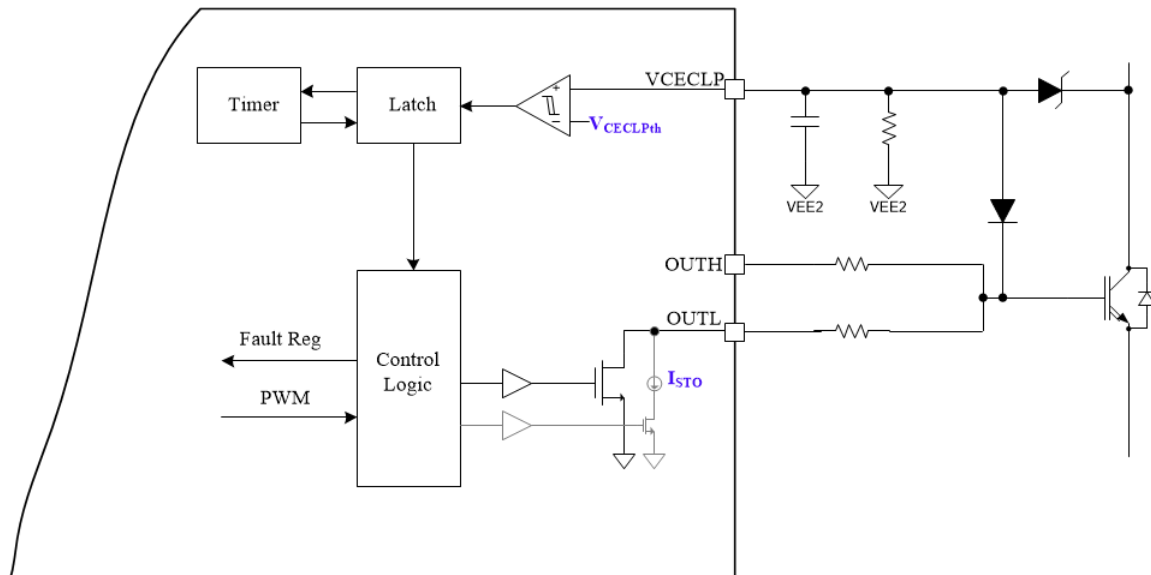 VCECLP
Timer
Latch
+
−
VCECLPth
VEE2
VEE2
OUTH
OUTL
Fault Reg
Control
Logic
ISTO
PWM